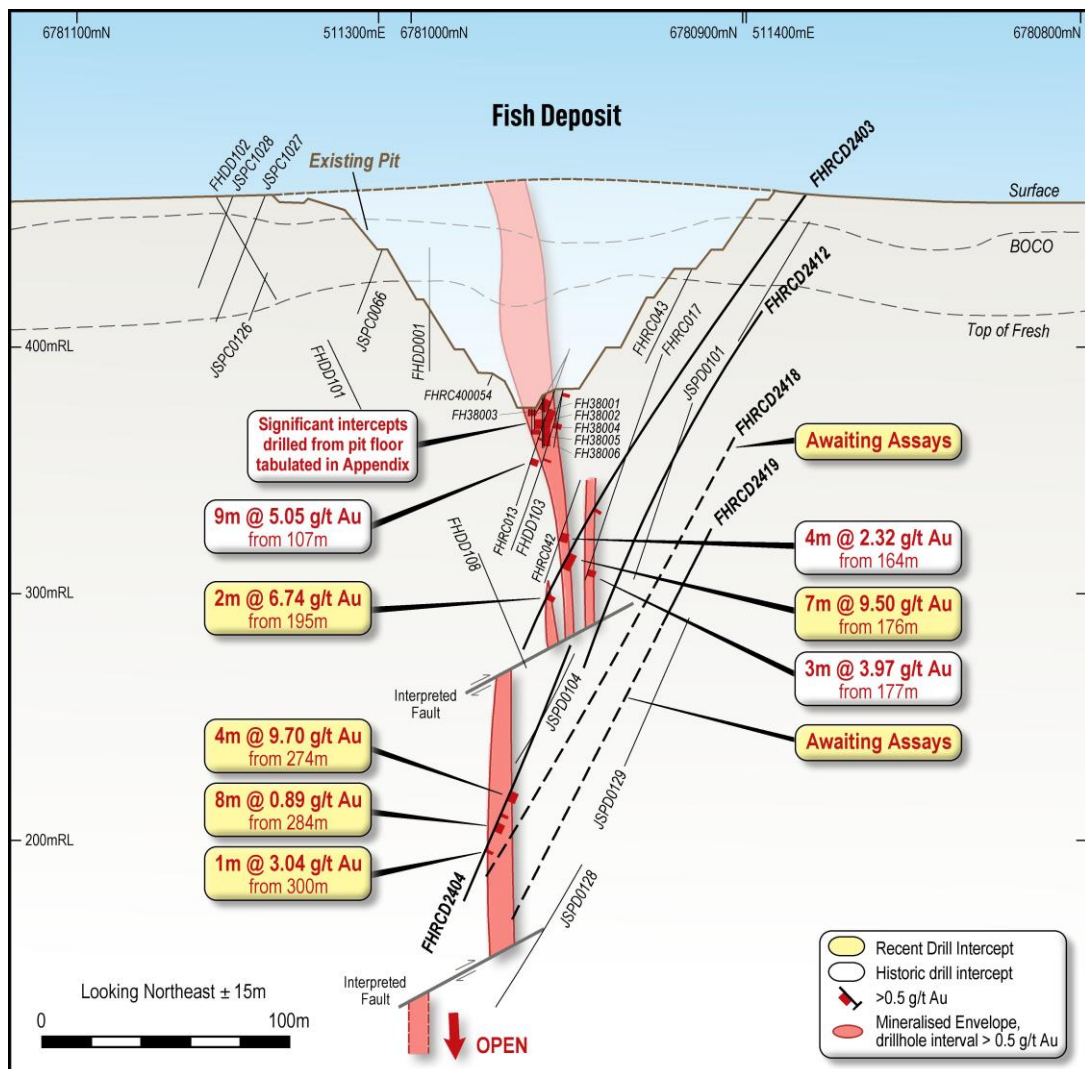 6781100mN
511300mE
6781000mN
6780900mN
511400mE
6780800mN
Fish Deposit
FHDD102
JSPC1028
JSPC1027
Existing Pit
FHRCD2403
Surface
BOCO
FHRCD2412
Top of Fresh
400mRL
JSPC0126
JSPC0066
FHDD001
FHDD101
FHRC400054
FHRC043
FHRC017
JSPD0101
FHRCD2418
FHRCD2419
FH38003
FH38001
FH38002
FH38004
FH38005
FH38006
Significant intercepts
drilled from pit floor
tabulated in Appendix
Awaiting Assays
9m @ 5.05 g/t Au
from 107m
FHRC013
FHDD103
FHRC042
FHDD108
4m @ 2.32 g/t Au
from 164m
2m @ 6.74 g/t Au
from 195m
7m @ 9.50 g/t Au
from 176m
300mRL
3m @ 3.97 g/t Au
from 177m
Interpreted
Fault
JSPD0104
Awaiting Assays
4m @ 9.70 g/t Au
from 274m
8m @ 0.89 g/t Au
from 284m
JSPD0129
200mRL
1m @ 3.04 g/t Au
from 300m
FHRCD2404
JSPD0128
Interpreted
Fault
OPEN
Looking Northeast ± 15m
0
100m
Recent Drill Intercept
Historic drill intercept
>0.5 g/t Au
Mineralised Envelope,
drillhole interval > 0.5 g/t Au